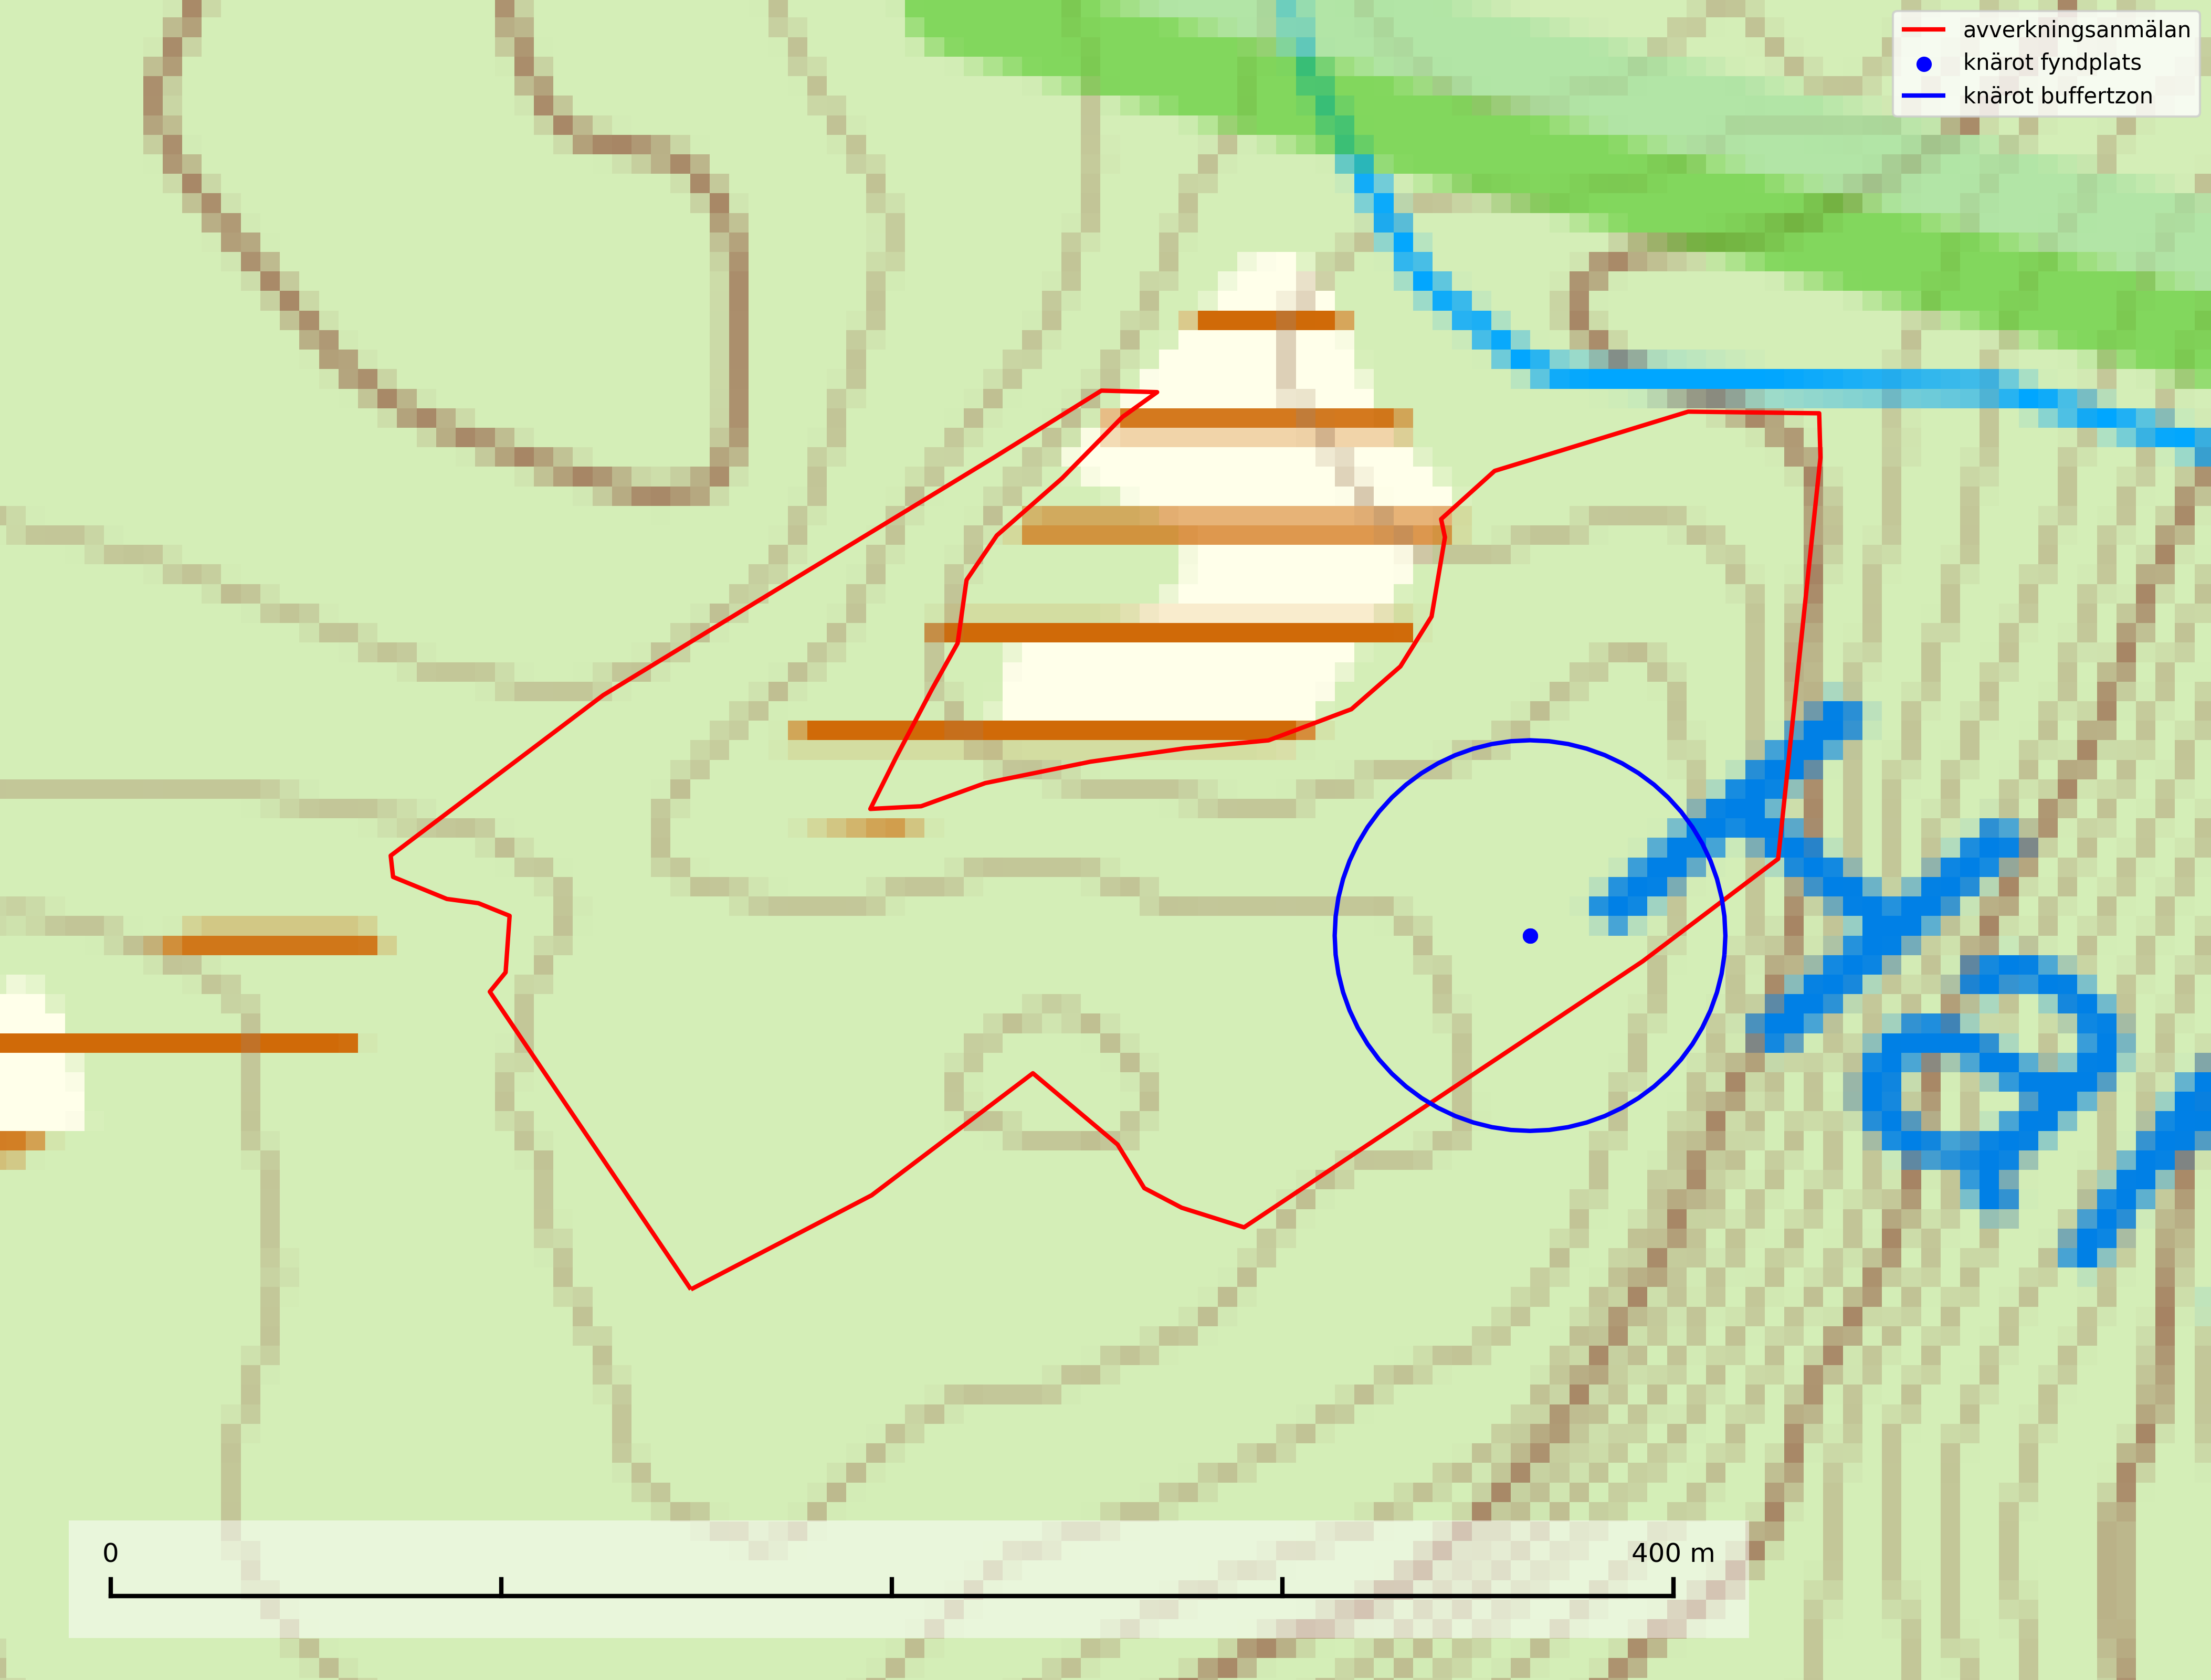 avverkningsanmälan
knärot fyndplats
knärot buffertzon
0
400 m